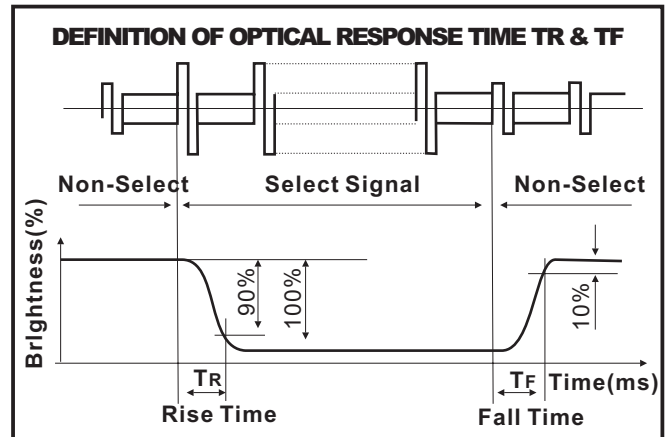 DEFINITION OF OPTICAL RESPONSE TIME TR & TF
Non-Select Select Signal Non-Select
BrIghtness(%)
90%
100%
10%
TR TF Time(ms)
Rise Time Fall Time